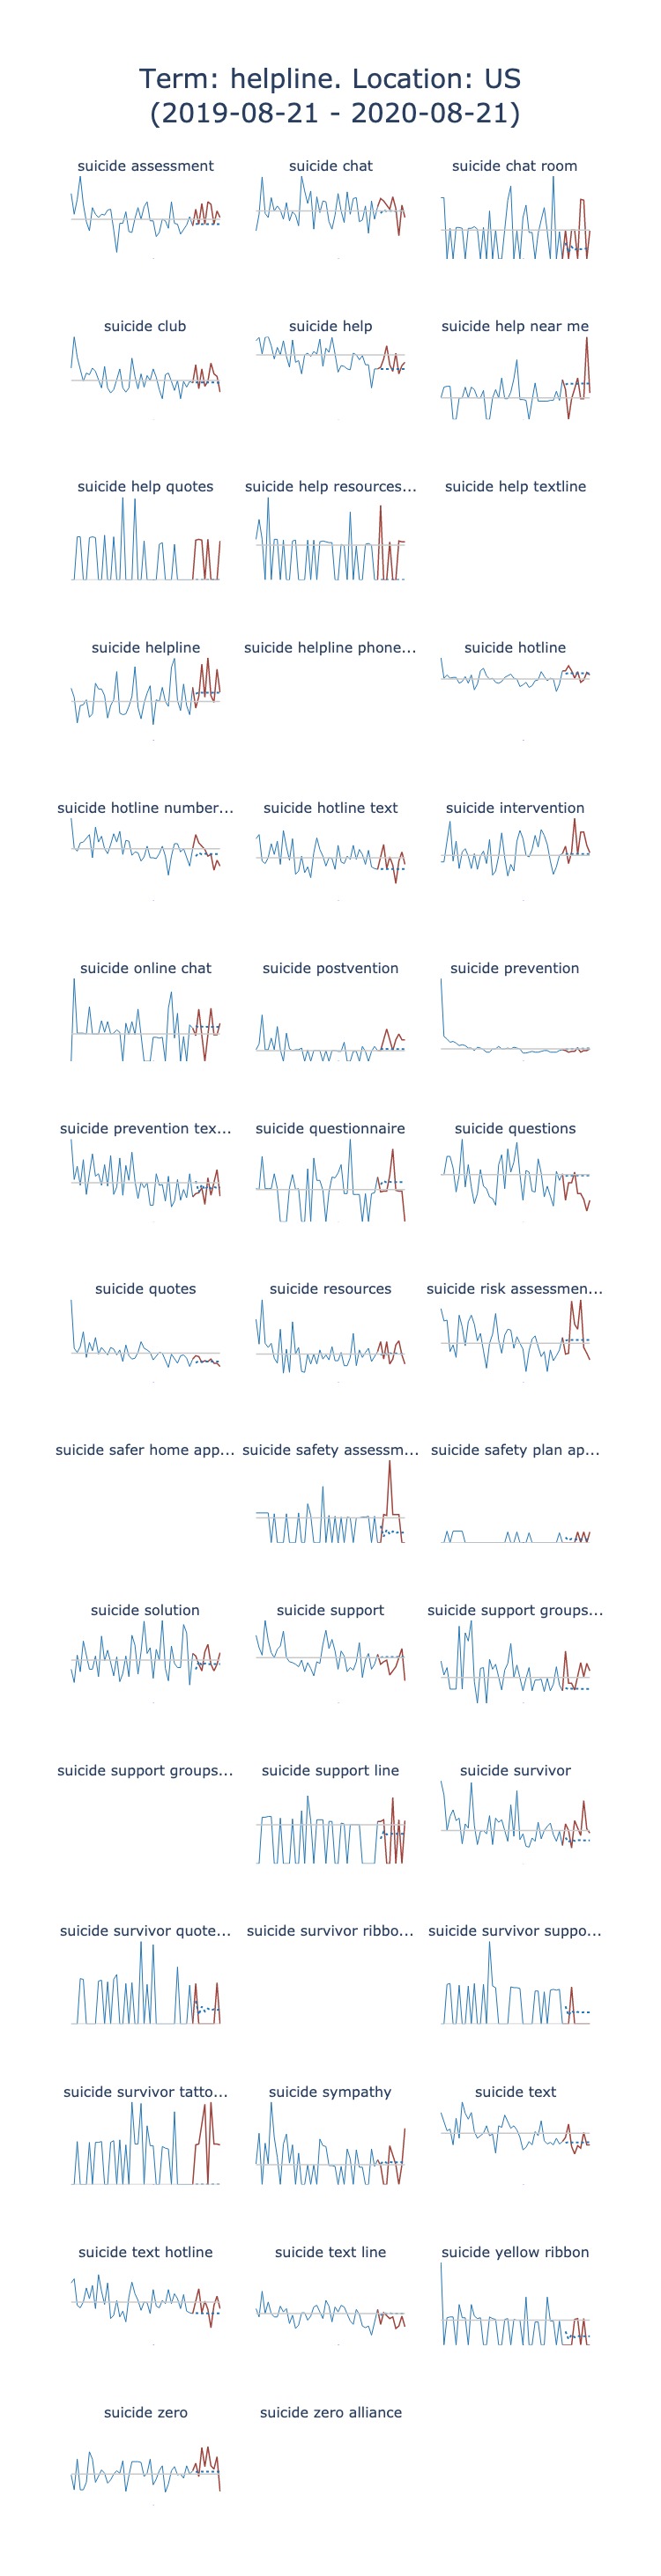 Term: helpline. Location: US
(2019-08-21 - 2020-08-21)
suicide assessment
suicide chat
suicide chat room
suicide club
suicide help
suicide help near me
suicide help quotes
suicide help resources...
suicide help textline
suicide helpline
suicide helpline phone...
suicide hotline
suicide hotline number...
suicide hotline text
suicide intervention
suicide online chat
suicide postvention
suicide prevention
suicide prevention tex...
suicide questionnaire
suicide questions
suicide quotes
suicide resources
suicide risk assessmen...
suicide safer home app...
suicide safety assessm...
suicide safety plan ap...
suicide solution
suicide support
suicide support groups...
suicide support groups...
suicide support line
suicide survivor
suicide survivor quote...
suicide survivor ribbo...
suicide survivor suppo...
suicide survivor tatto...
suicide sympathy
suicide text
suicide text hotline
suicide text line
suicide yellow ribbon
suicide zero
suicide zero alliance